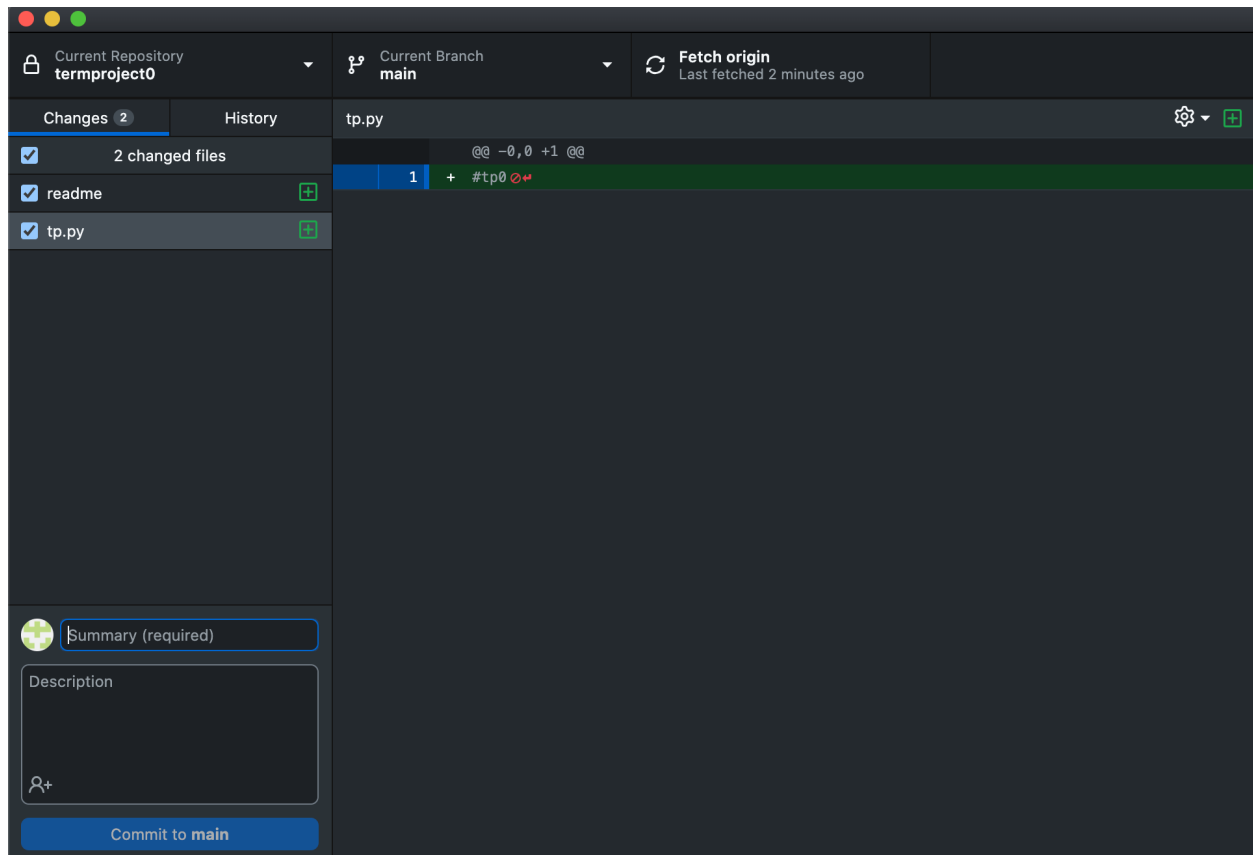 Current Repository
termproject0
Current Branch
main
Fetch origin
Last fetched 2 minutes ago
Changes 2
History
2 changed files
readme
tp.py
tp.py
@@ -0,0 +1 @@
1 + #tp0
Summary (required)
Description
Commit to main